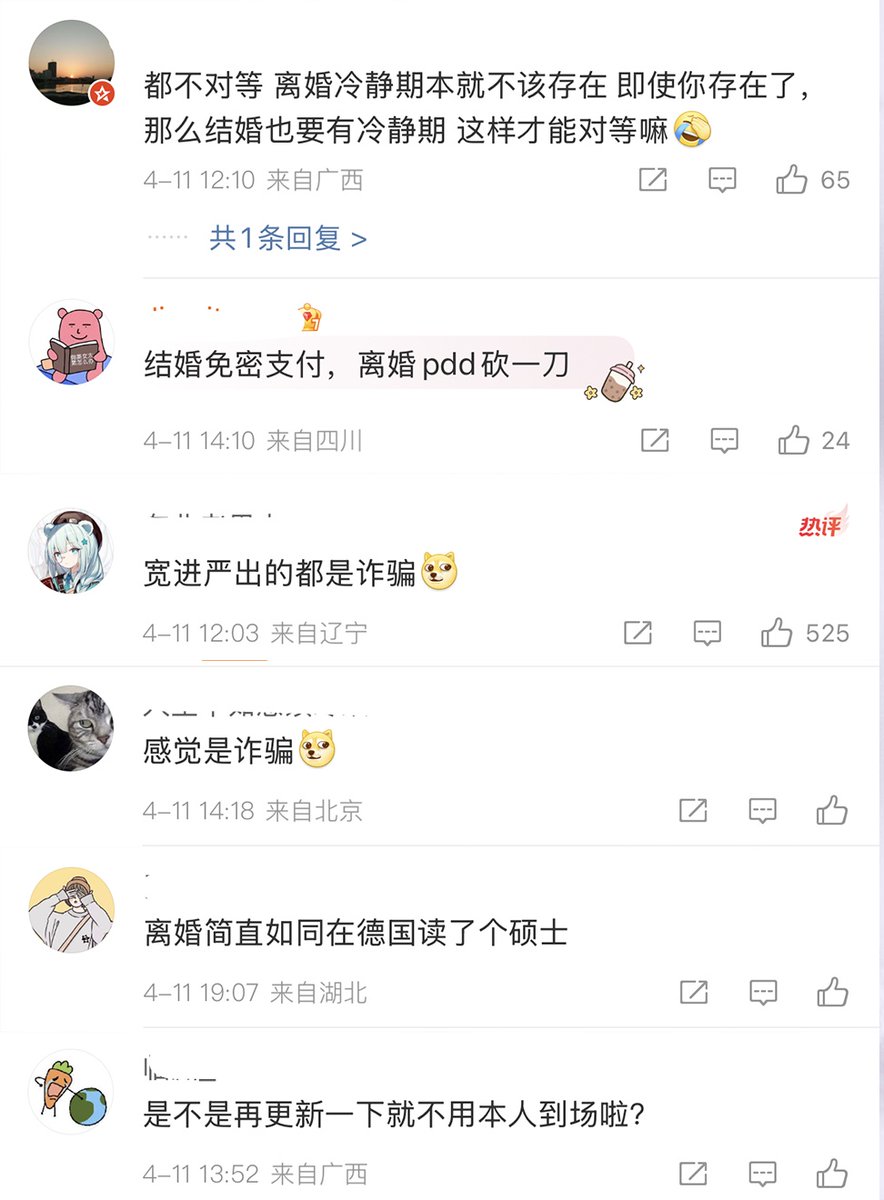 都不对等 离婚冷静期本就不该存在 即使你存在了，
那么结婚也要有冷静期 这样才能对等嘛
4-11 12:10 来自广西
65
共1条回复 >
结婚免密支付，离婚pdd砍一刀
4-11 14:10 来自四川
24
热评
宽进严出的都是诈骗
4-11 12:03 来自辽宁
525
感觉是诈骗
4-11 14:18 来自北京
离婚简直如同在德国读了个硕士
4-11 19:07 来自湖北
是不是再更新一下就不用本人到场啦?
4-11 13:52 来自广西